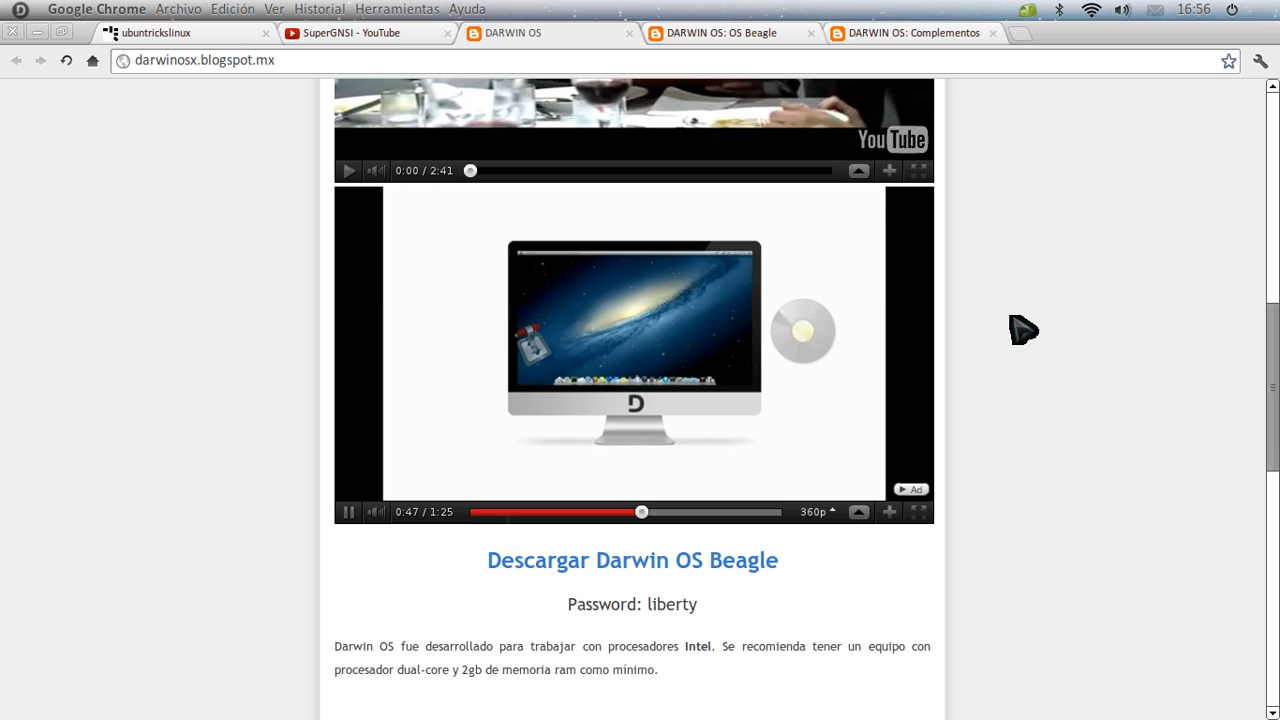 Google Chrome Archivo Edición Ver Historial Herramientas Ayuda 16:56
ubuntrickslinux SuperGNSI - YouTube DARWIN OS DARWIN OS: OS Beagle DARWIN OS: Complementos
darwinosx.blogspot.mx
YouTube
0:00 / 2:41
D
Ad
0:47 / 1:25 360p
Descargar Darwin OS Beagle
Password: liberty
Darwin OS fue desarrollado para trabajar con procesadores Intel. Se recomienda tener un equipo con
procesador dual-core y 2gb de memoria ram como mínimo.